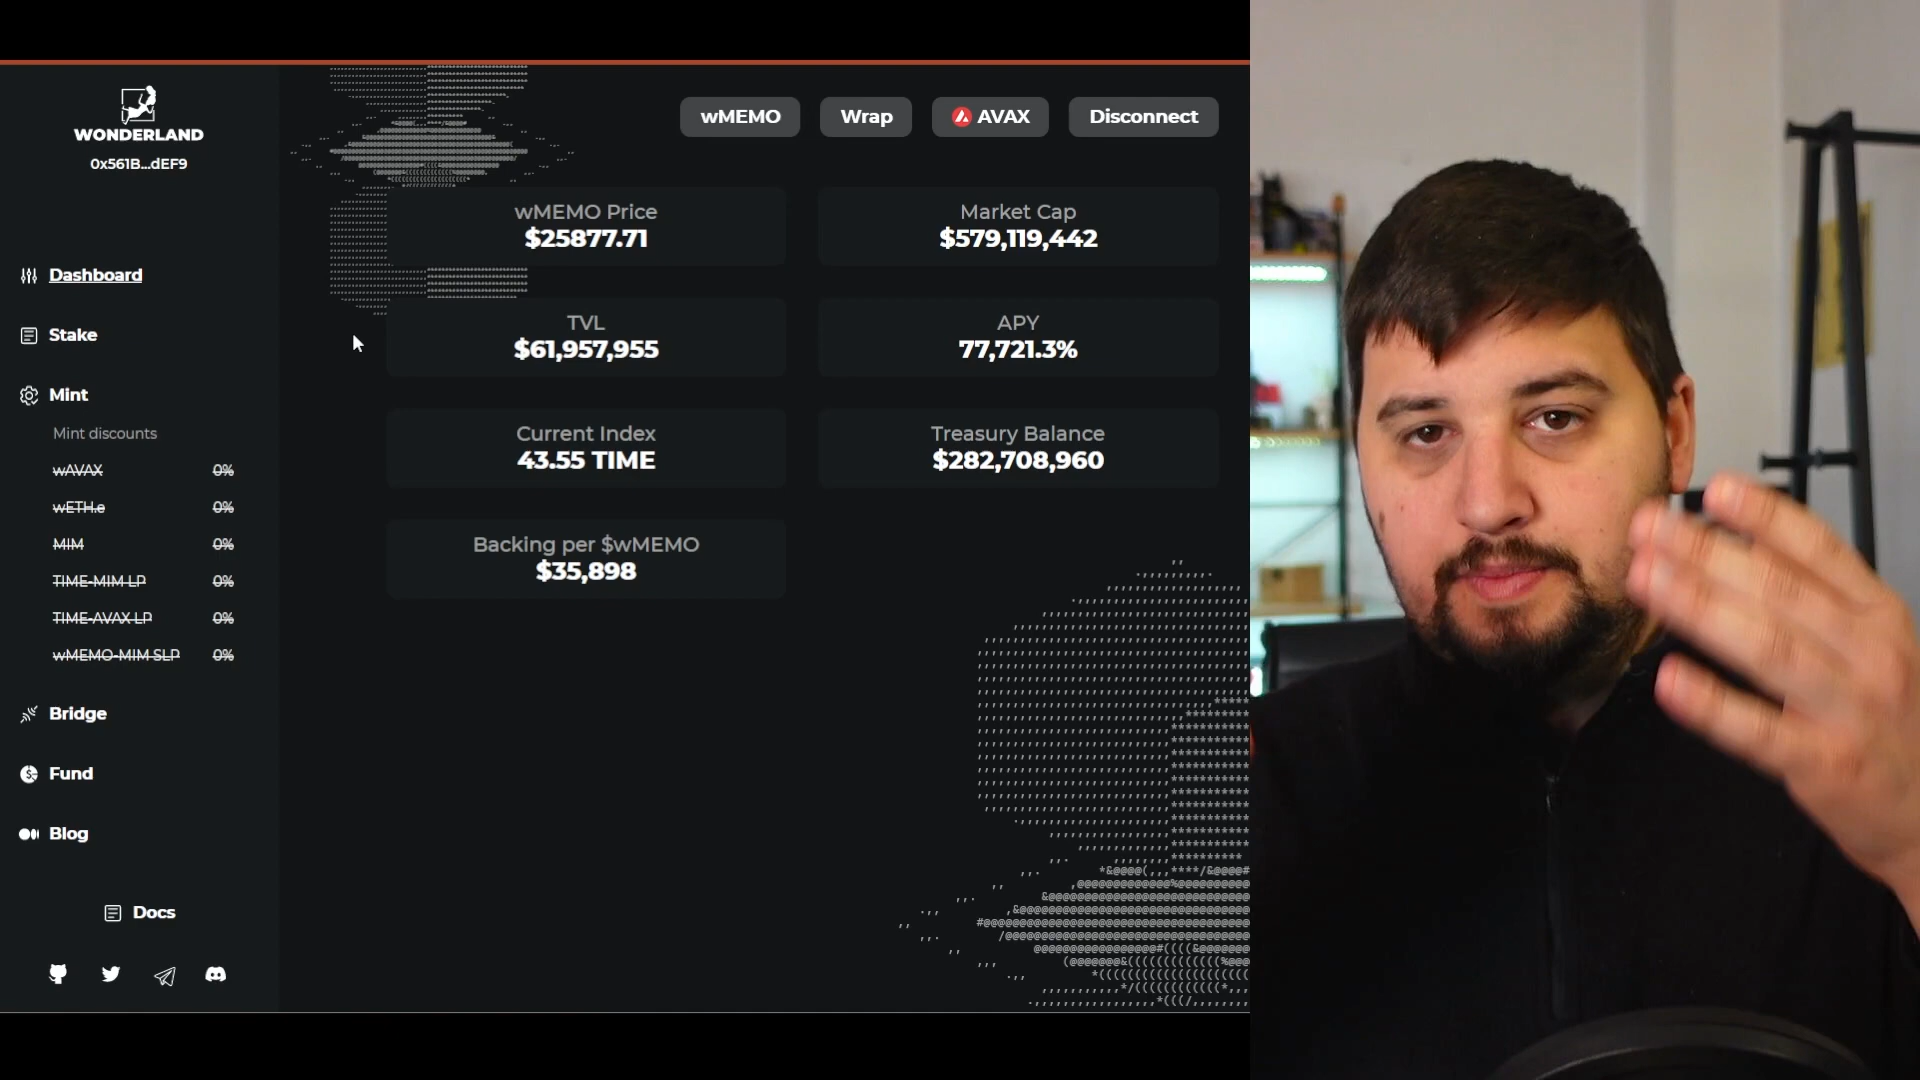 WONDERLAND
0x561B...dEF9
Dashboard
Stake
Mint
Mint discounts
wAVAX 0%
wETH.e 0%
MIM 0%
TIME-MIM LP 0%
TIME-AVAX LP 0%
wMEMO-MIM SLP 0%
Bridge
Fund
Blog
Docs
wMEMO
Wrap
AVAX
Disconnect
wMEMO Price
$25877.71
Market Cap
$579,119,442
TVL
$61,957,955
APY
77,721.3%
Current Index
43.55 TIME
Treasury Balance
$282,708,960
Backing per $wMEMO
$35,898